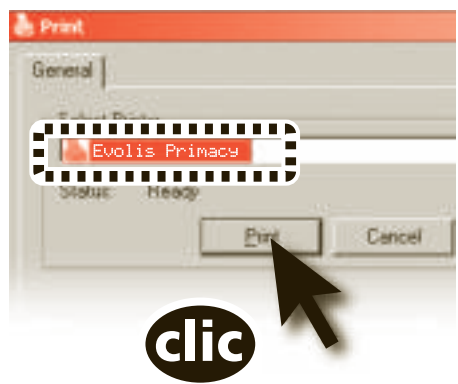 Print
General
Select Printer
Evolis Primacy
Status: Ready
Print Cancel
clic